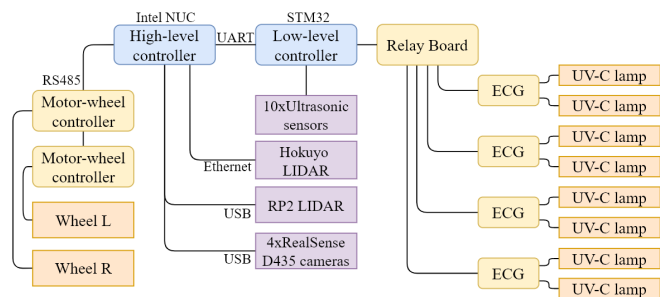 Intel NUC
STM32
High-level
controller
UART
Low-level
controller
Relay Board
RS485
Motor-wheel
controller
Motor-wheel
controller
Wheel L
Wheel R
10xUltrasonic
sensors
Ethernet
Hokuyo
LIDAR
RP2 LIDAR
USB
4xRealSense
D435 cameras
USB
ECG
UV-C lamp
UV-C lamp
ECG
UV-C lamp
UV-C lamp
ECG
UV-C lamp
UV-C lamp
ECG
UV-C lamp
UV-C lamp